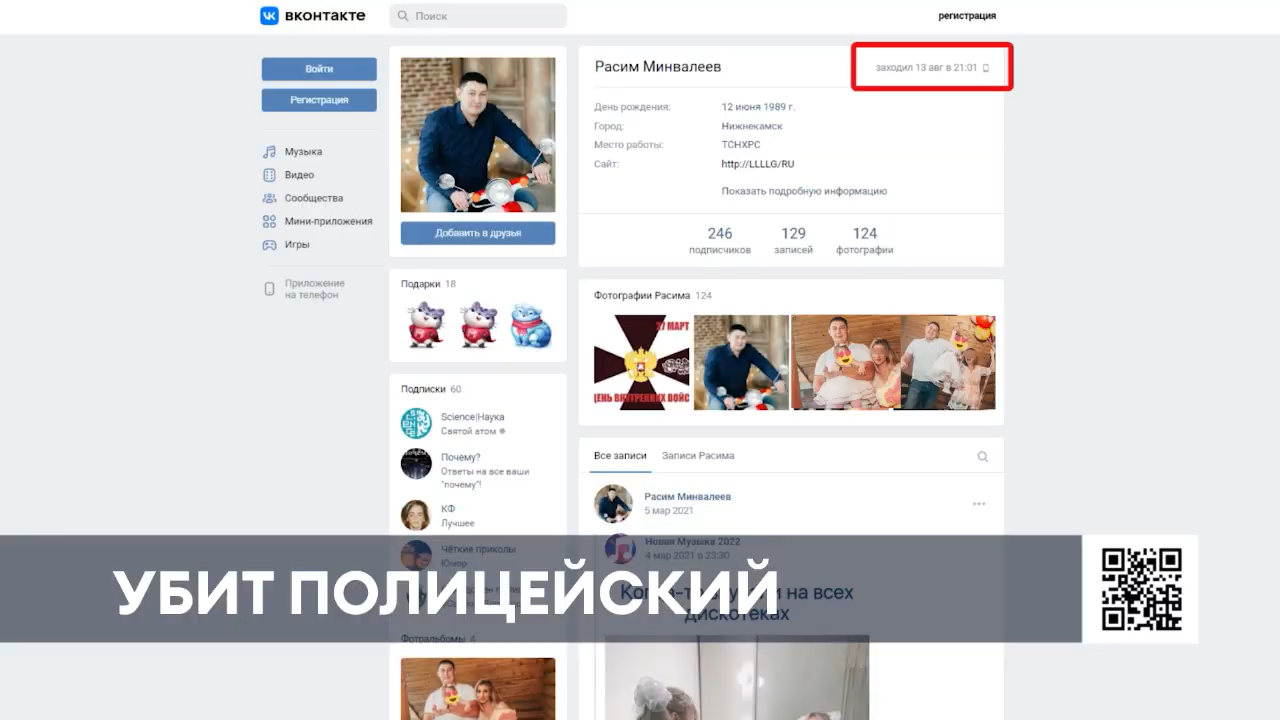 вконтакте
Поиск
регистрация
Войти
Регистрация
Музыка
Видео
Сообщества
Мини-приложения
Игры
Приложение
на телефон
Добавить в друзья
Подарки 18
Подписки 60
Science|Наука
Святой атом
Почему?
Ответы на все ваши
"почему"!
КФ
Лучшее
Чёткие приколы
Юмор
Фотоальбомы 4
Расим Минвалеев
заходил 13 авг в 21:01
День рождения: 12 июня 1989 г.
Город: Нижнекамск
Место работы: ТСНХРС
Сайт: http://LLLLG/RU
Показать подробную информацию
246 129 124
подписчиков записей фотографии
Фотографии Расима 124
27 МАРТ
ДЕНЬ ВНУТРЕННИХ ВОЙС
Все записи Записи Расима
Расим Минвалеев
5 мар 2021
Новая Музыка 2022
4 мар 2021 в 23:30
на всех
дискотеках
УБИТ ПОЛИЦЕЙСКИЙ